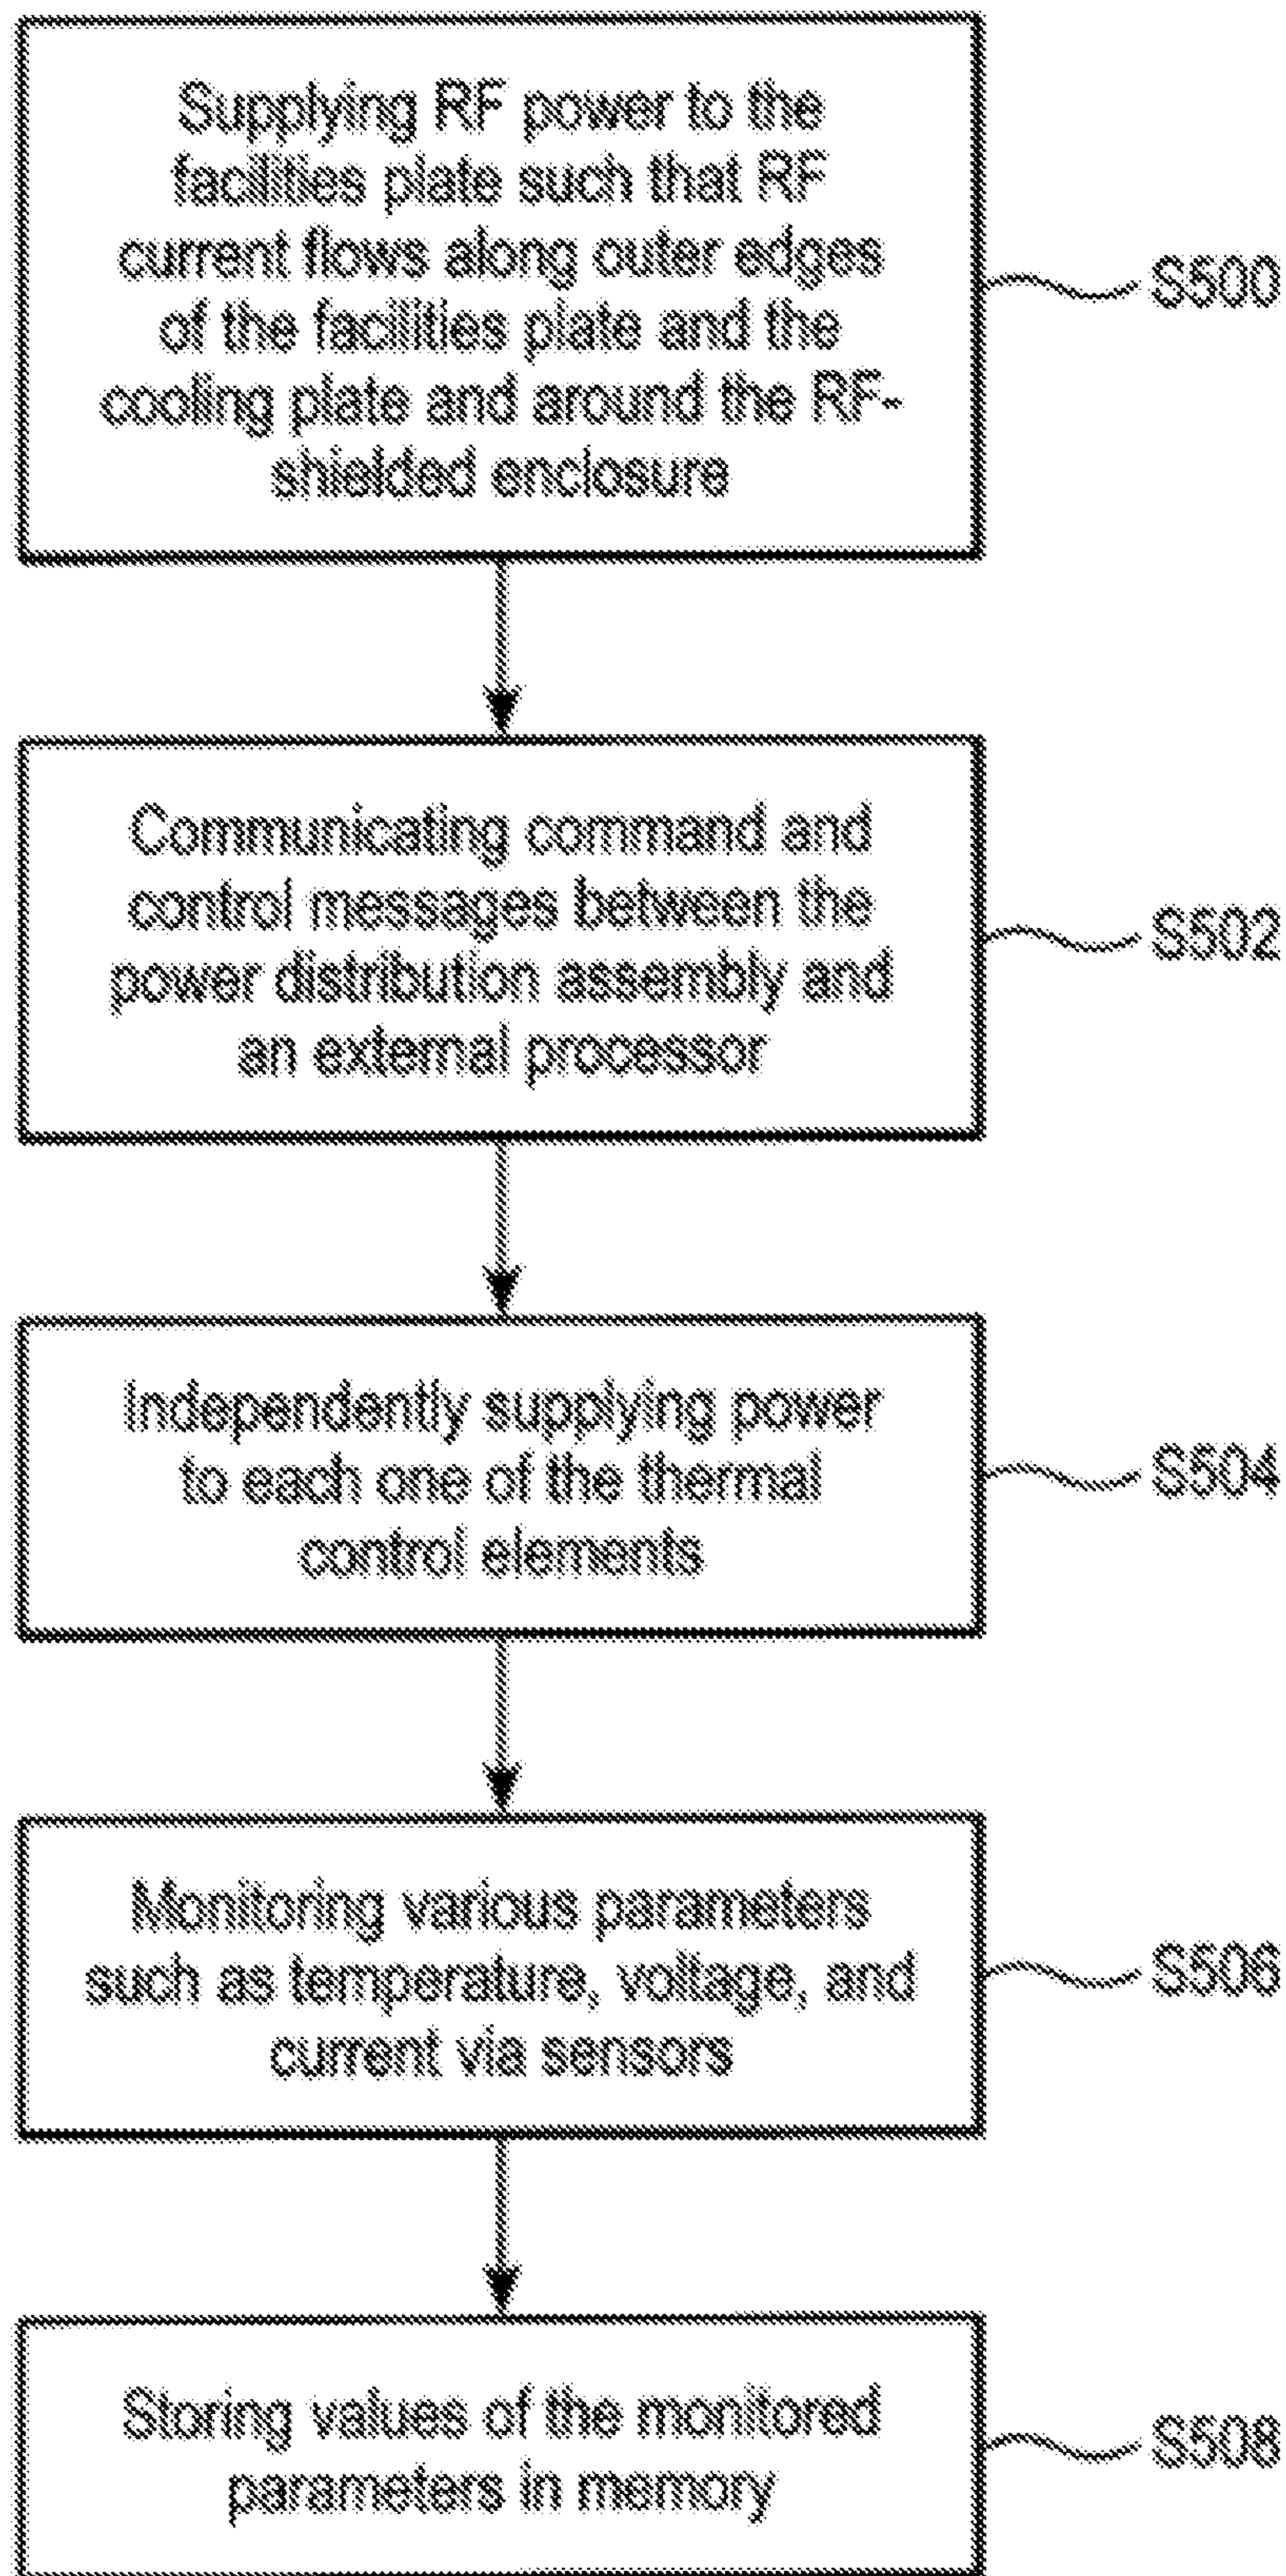 Supplying RF power to the
facilities plate such that RF
current flows along outer edges
of the facilities plate and the
cooling plate and around the RF-
shielded enclosure
S500
Communicating command and
control messages between the
power distribution assembly and
an external processor
S502
Independently supplying power
to each one of the thermal
control elements
S504
Monitoring various parameters
such as temperature, voltage, and
current via sensors
S506
Storing values of the monitored
parameters in memory
S508